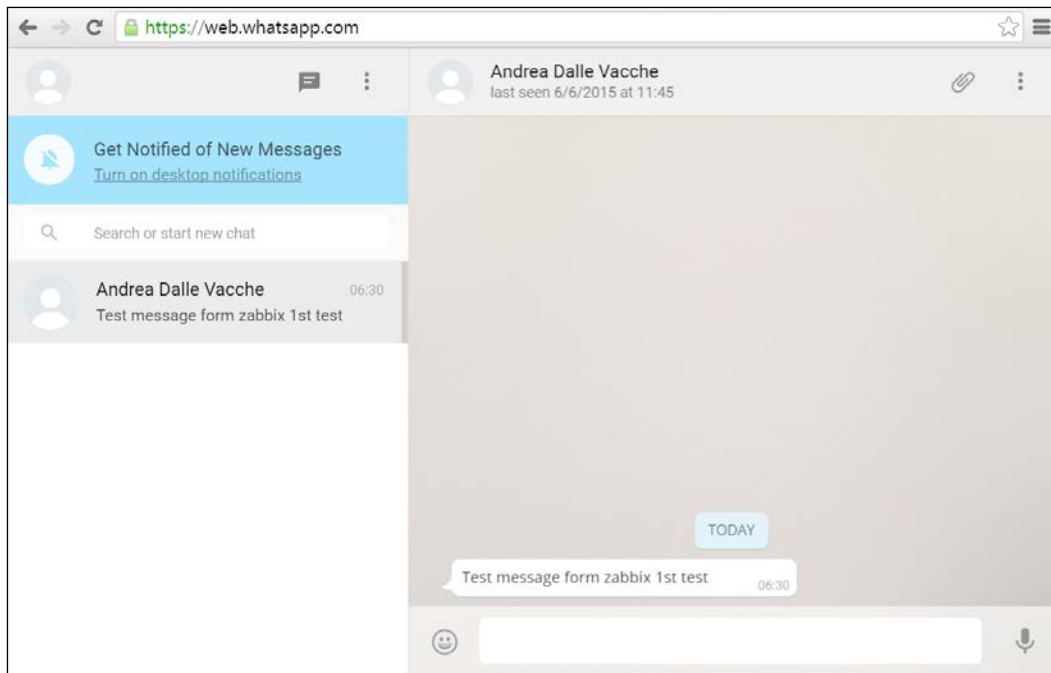 https://web.whatsapp.com
Andrea Dalle Vacche
last seen 6/6/2015 at 11:45
Get Notified of New Messages
Turn on desktop notifications
Search or start new chat
Andrea Dalle Vacche
06:30
Test message form zabbix 1st test
TODAY
Test message form zabbix 1st test
06:30